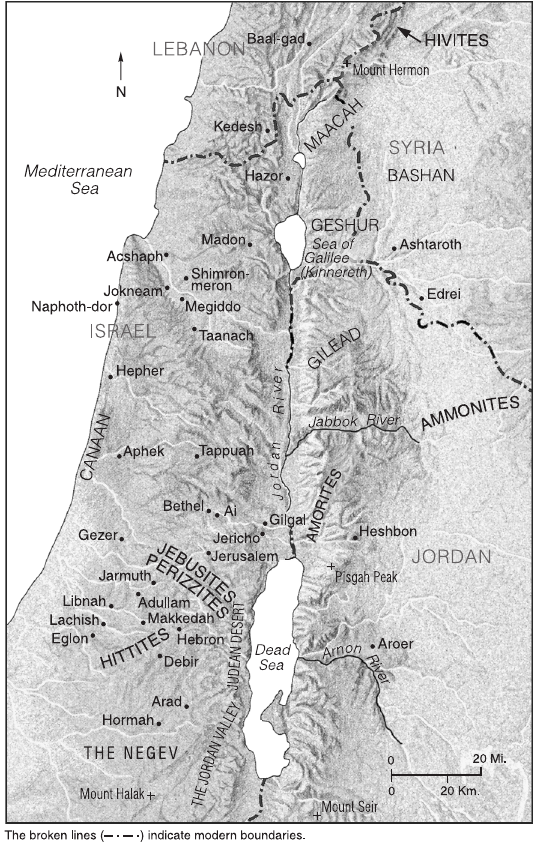 LEBANON
Baal-gad
HIVITES
N
Mount Hermon
Kedesh
MAACAH
SYRIA
Mediterranean
Sea
BASHAN
Hazor
GESHUR
Madon
Sea of
Galilee
(Kinnereth)
Ashtaroth
Acshaph
Shimron-
meron
Jokneam
Edrei
Naphoth-dor
Megiddo
ISRAEL
Taanach
GILEAD
Hepher
Jordan River
AMMONITES
Jabbok River
CANAAN
Aphek
Tappuah
AMORITES
Bethel
Ai
Gilgal
Gezer
Jericho
Heshbon
Jerusalem
JORDAN
JEBUSITES
PERIZZITES
Jarmuth
Pisgah Peak
Libnah
Adullam
Lachish
Makkedah
Eglon
Hebron
HITTITES
JUDEAN DESERT
Dead
Sea
Aroer
Arnon River
Debir
Arad
Hormah
THE JORDAN VALLEY
THE NEGEV
0 20 Mi.
0 20 Km.
Mount Halak
Mount Seir
The broken lines (—·—·) indicate modern boundaries.